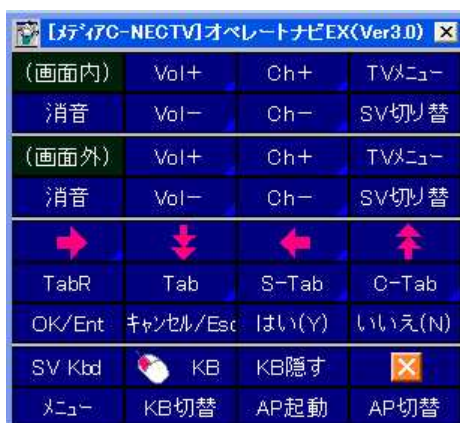 [ﾒﾃﾞｨｱC-NECTV]オペレートナビEX(Ver3.0)
(画面内) Vol+ Ch+ TVﾒﾆｭｰ
消音 Vol- Ch- SV切り替
(画面外) Vol+ Ch+ TVﾒﾆｭｰ
消音 Vol- Ch- SV切り替
TabR Tab S-Tab C-Tab
OK/Ent ｷｬﾝｾﾙ/Esc はい(Y) いいえ(N)
SV Kbd KB KB隠す
ﾒﾆｭｰ KB切替 AP起動 AP切替